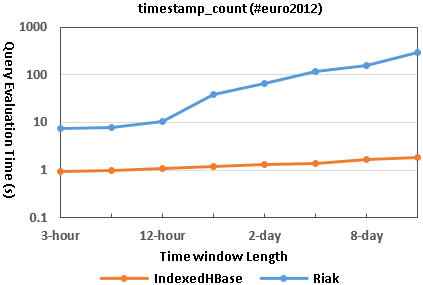 timestamp_count (#euro2012)
Query Evaluation Time (s)
1000
100
10
1
0.1
3-hour 12-hour 2-day 8-day
Time window Length
IndexedHBase Riak